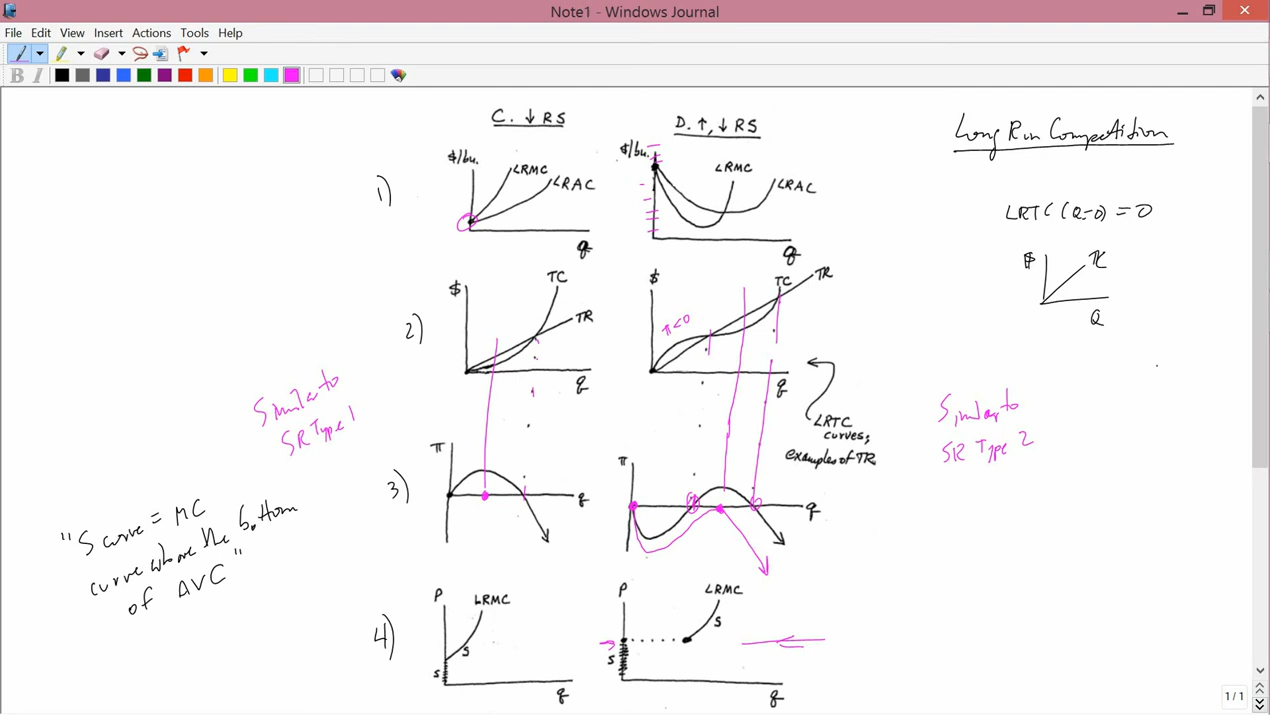 Note1 - Windows Journal
File Edit View Insert Actions Tools Help
B I
C. ↓ RS
D. ↑, ↓ RS
Long Run Competition
1)
$/bu.
LRMC
LRAC
q
$/bu.
LRMC
LRAC
q
LRTC(Q=0) = 0
$
TC
Q
2)
$
TC
TR
q
$
π<0
TC
TR
q
LRTC
curves;
examples of TR
Similar to
SR Type 1
Similar to
SR Type 2
3)
π
q
π
q
"S curve = MC
curve above the bottom
of AVC"
4)
P
LRMC
S
S
q
P
LRMC
S
S
q
1 / 1